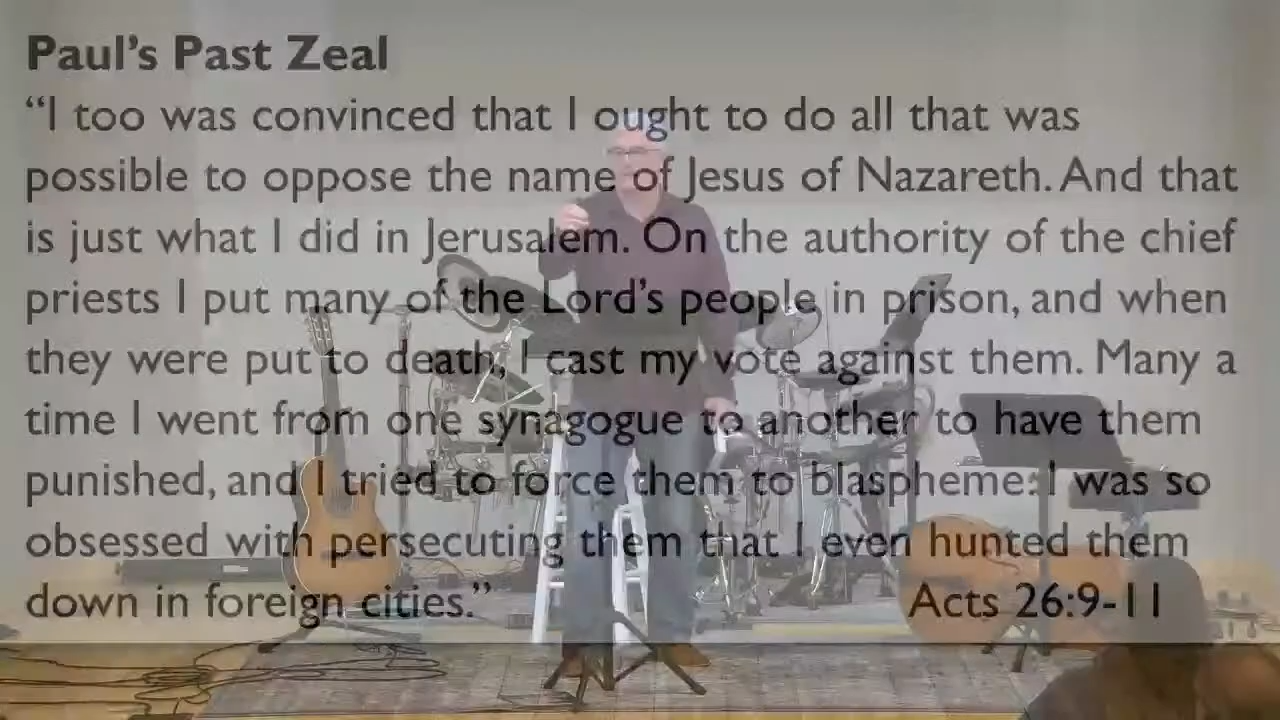 Paul's Past Zeal
“I too was convinced that I ought to do all that was
possible to oppose the name of Jesus of Nazareth. And that
is just what I did in Jerusalem. On the authority of the chief
priests I put many of the Lord's people in prison, and when
they were put to death, I cast my vote against them. Many a
time I went from one synagogue to another to have them
punished, and I tried to force them to blaspheme. I was so
obsessed with persecuting them that I even hunted them
down in foreign cities.” Acts 26:9-11